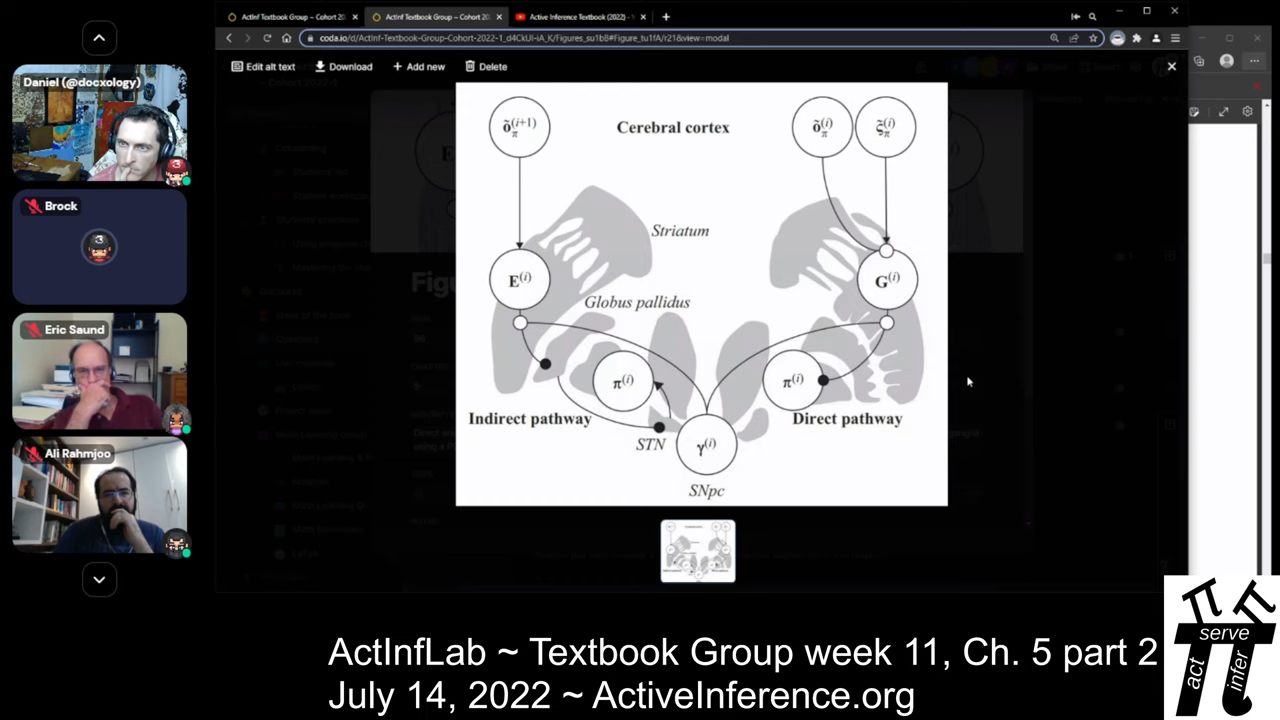 ActInf Textbook Group ~ Cohort 20
ActInf Textbook Group ~ Cohort 20
Active Inference Textbook (2022) -
coda.io/d/ActInf-Textbook-Group-Cohort-2022-1_d4CkUI-iA_K/Figures_su1b8#Figure_tu1fA/r21&view=modal
Edit alt text
Download
Add new
Delete
Daniel (@docxology)
Brock
Eric Saund
Ali Rahmjoo
õπ(i+1)
Cerebral cortex
õπ(i)
ξ̃π(i)
Striatum
E(i)
G(i)
Globus pallidus
π(i)
π(i)
Indirect pathway
Direct pathway
STN
γ(i)
SNpc
ActInfLab ~ Textbook Group week 11, Ch. 5 part 2
July 14, 2022 ~ ActiveInference.org
serve
act
infer